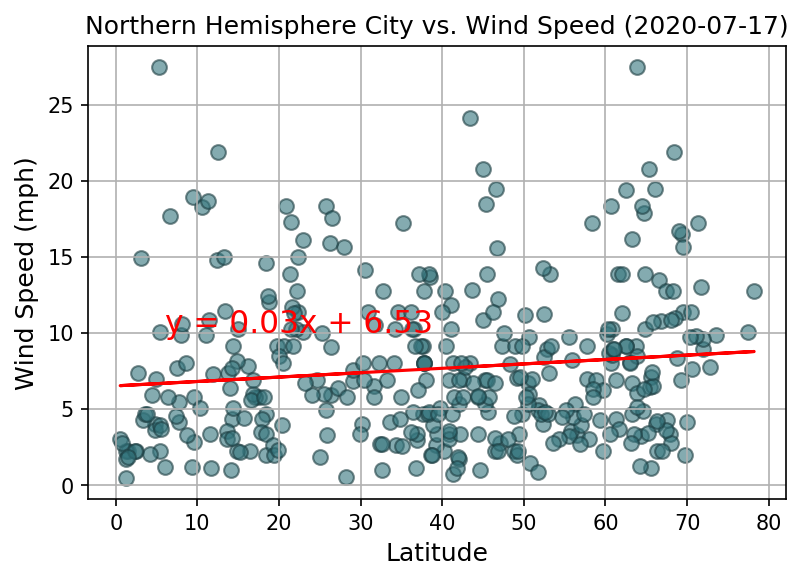 Northern Hemisphere City vs. Wind Speed (2020-07-17)
25
20
15
10
5
0
Wind Speed (mph)
y = 0.03x + 6.53
0 10 20 30 40 50 60 70 80
Latitude